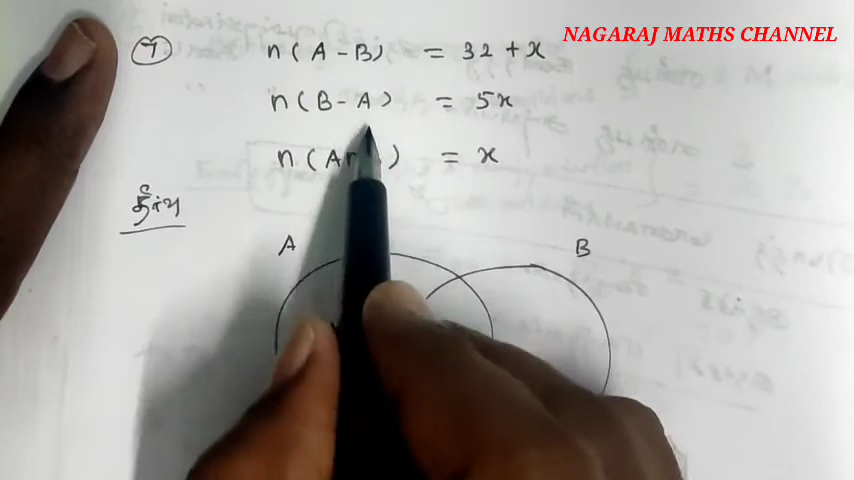 NAGARAJ MATHS CHANNEL
7 n(A-B) = 32+x
n(B-A) = 5x
= x
தீர்வு
A B